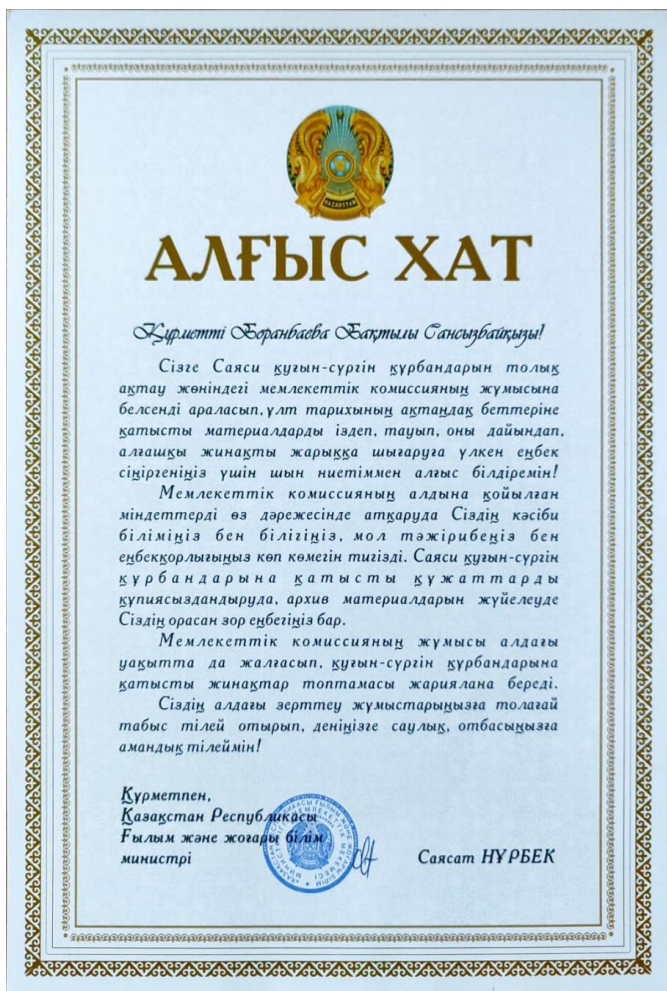 QAZAQSTAN
АЛҒЫС ХАТ
Құрметті Боранбаева Бақтылы Сансызбайқызы!
Сізге Саяси қуғын-сүргін құрбандарын толық
ақтау жөніндегі мемлекеттік комиссияның жұмысына
белсенді араласып, ұлт тарихының ақтаңдақ беттеріне
қатысты материалдарды іздеп, тауып, оны дайындап,
алғашқы жинақты жарыққа шығаруға үлкен еңбек
сіңіргеніңіз үшін шын ниетіммен алғыс білдіремін!
Мемлекеттік комиссияның алдына қойылған
міндеттерді өз дәрежесінде атқаруда Сіздің кәсіби
біліміңіз бен білігіңіз, мол тәжірибеңіз бен
еңбекқорлығыңыз көп көмегін тигізді. Саяси қуғын-сүргін
құрбандарына қатысты құжаттарды
құпиясыздандыруда, архив материалдарын жүйелеуде
Сіздің орасан зор еңбегіңіз бар.
Мемлекеттік комиссияның жұмысы алдағы
уақытта да жалғасып, қуғын-сүргін құрбандарына
қатысты жинақтар топтамасы жариялана береді.
Сіздің алдағы зерттеу жұмыстарыңызға толағай
табыс тілей отырып, деніңізге саулық, отбасыңызға
амандық тілеймін!
Құрметпен,
Қазақстан Республикасы
Ғылым және жоғары білім
министрі
Саясат НҰРБЕК